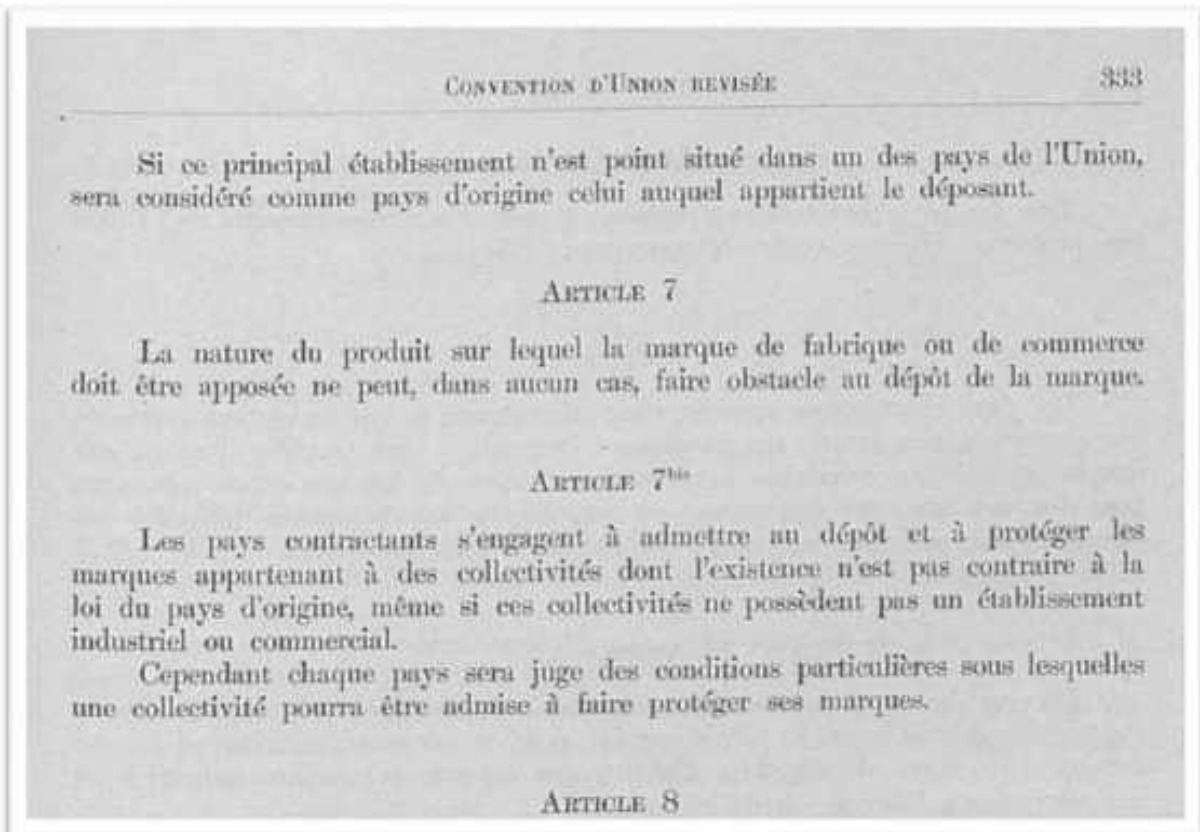 CONVENTION D'UNION REVISÉE 333
Si ce principal établissement n'est point situé dans un des pays de l'Union,
sera considéré comme pays d'origine celui auquel appartient le déposant.
ARTICLE 7
La nature du produit sur lequel la marque de fabrique ou de commerce
doit être apposée ne peut, dans aucun cas, faire obstacle au dépôt de la marque.
ARTICLE 7bis
Les pays contractants s'engagent à admettre au dépôt et à protéger les
marques appartenant à des collectivités dont l'existence n'est pas contraire à la
loi du pays d'origine, même si ces collectivités ne possèdent pas un établissement
industriel ou commercial.
Cependant chaque pays sera juge des conditions particulières sous lesquelles
une collectivité pourra être admise à faire protéger ses marques.
ARTICLE 8